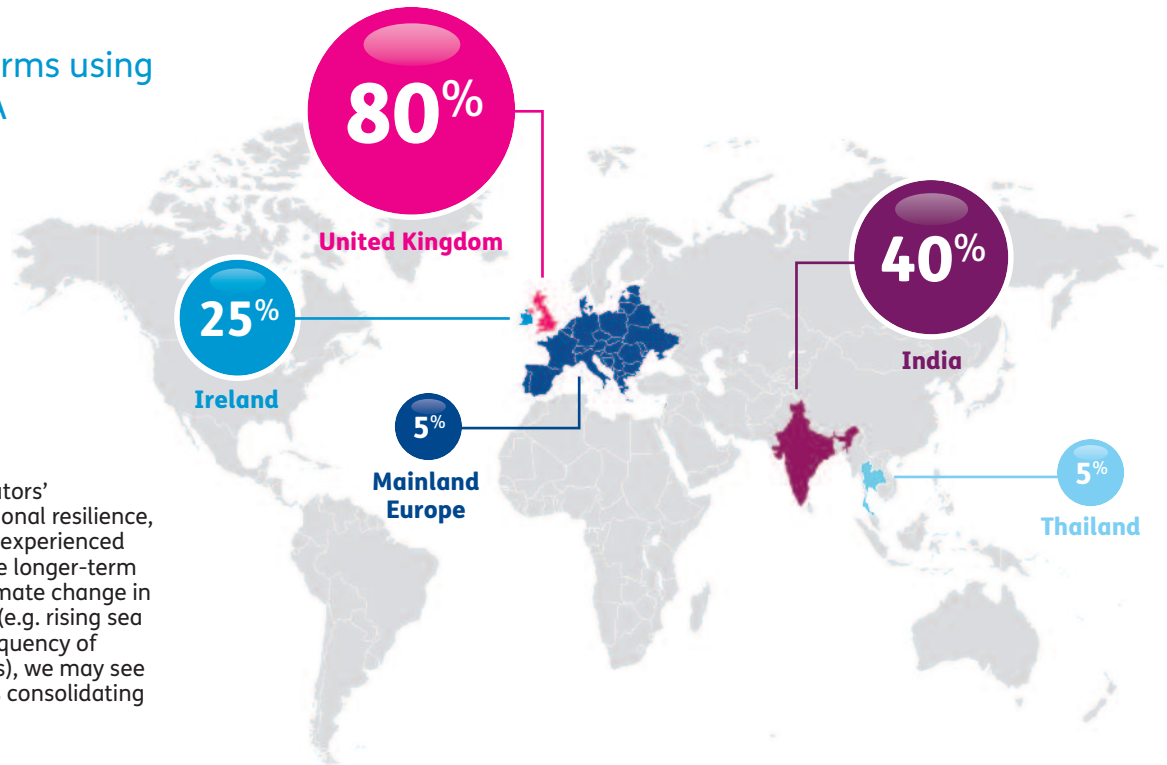 rms using
A
80%
United Kingdom
40%
India
25%
Ireland
5%
Mainland
Europe
5%
Thailand
ators’
onal resilience,
experienced
e longer-term
mate change in
(e.g. rising sea
quency of
s), we may see
consolidating